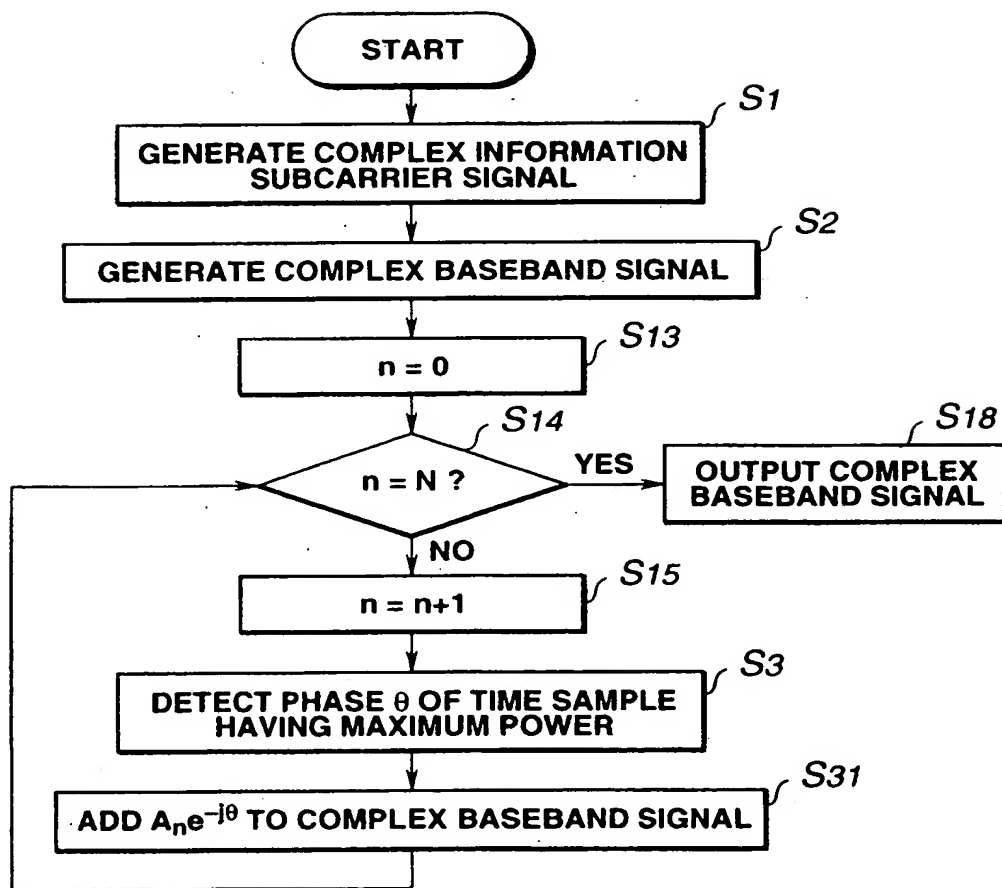 START
S1
GENERATE COMPLEX INFORMATION
SUBCARRIER SIGNAL
S2
GENERATE COMPLEX BASEBAND SIGNAL
S13
n = 0
S14
n = N ?
YES
S18
OUTPUT COMPLEX
BASEBAND SIGNAL
NO
S15
n = n+1
S3
DETECT PHASE θ OF TIME SAMPLE
HAVING MAXIMUM POWER
S31
ADD Aₙe⁻ʲᶿ TO COMPLEX BASEBAND SIGNAL